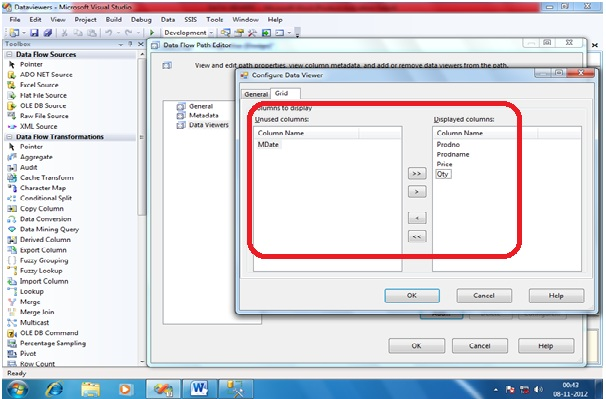 Dataviewers - Microsoft Visual Studio
File Edit View Project Build Debug Data SSIS Tools Window Help
Development
Toolbox
Data Flow Sources
Pointer
ADO NET Source
Excel Source
Flat File Source
OLE DB Source
Raw File Source
XML Source
Data Flow Transformations
Pointer
Aggregate
Audit
Cache Transform
Character Map
Conditional Split
Copy Column
Data Conversion
Data Mining Query
Derived Column
Export Column
Fuzzy Grouping
Fuzzy Lookup
Import Column
Lookup
Merge
Merge Join
Multicast
OLE DB Command
Percentage Sampling
Pivot
Row Count
Data Flow Path Editor
View and edit path properties, view column metadata, and add or remove data viewers from the path.
General
Metadata
Data Viewers
Configure Data Viewer
General Grid
Columns to display
Unused columns:
Column Name
MDate
>>
>
<
<<
Displayed columns:
Column Name
Prodno
Prodname
Price
Qty
OK Cancel Help
OK Cancel Help
00:43
08-11-2012